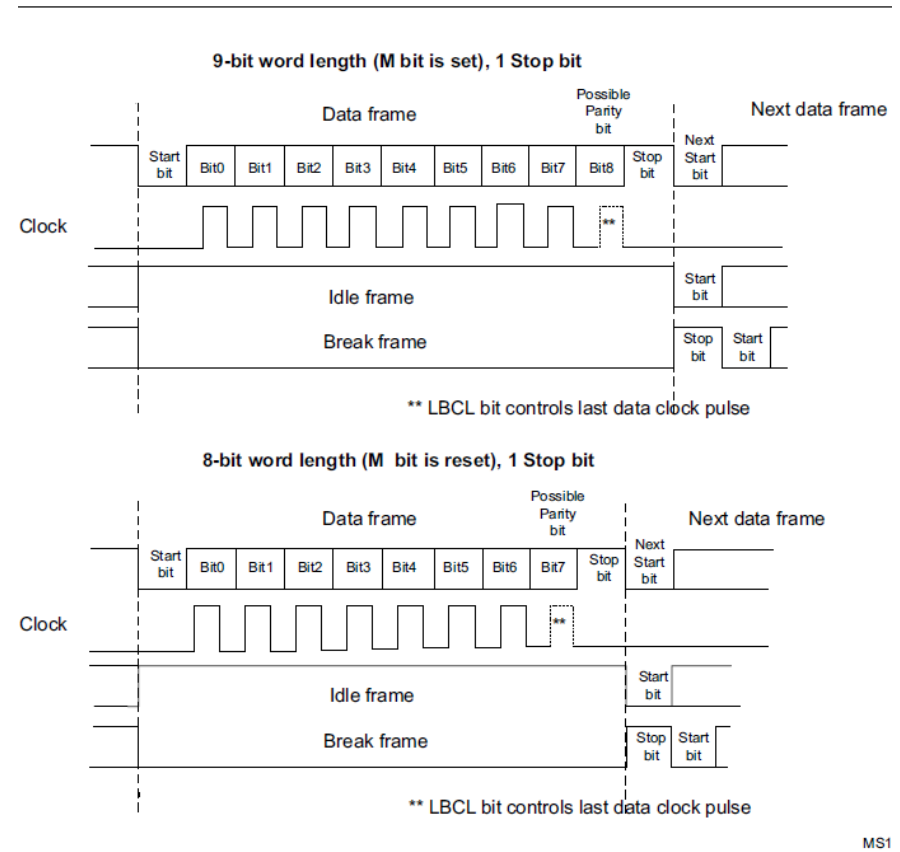 9-bit word length (M bit is set), 1 Stop bit
Possible
Parity
bit
Data frame
Next data frame
Start
bit
Bit0 Bit1 Bit2 Bit3 Bit4 Bit5 Bit6 Bit7 Bit8
Stop
bit
Next
Start
bit
Clock
**
Idle frame
Start
bit
Break frame
Stop
bit
Start
bit
** LBCL bit controls last data clock pulse
8-bit word length (M bit is reset), 1 Stop bit
Possible
Parity
bit
Data frame
Next data frame
Start
bit
Bit0 Bit1 Bit2 Bit3 Bit4 Bit5 Bit6 Bit7
Stop
bit
Next
Start
bit
Clock
**
Idle frame
Start
bit
Break frame
Stop
bit
Start
bit
** LBCL bit controls last data clock pulse
MS1